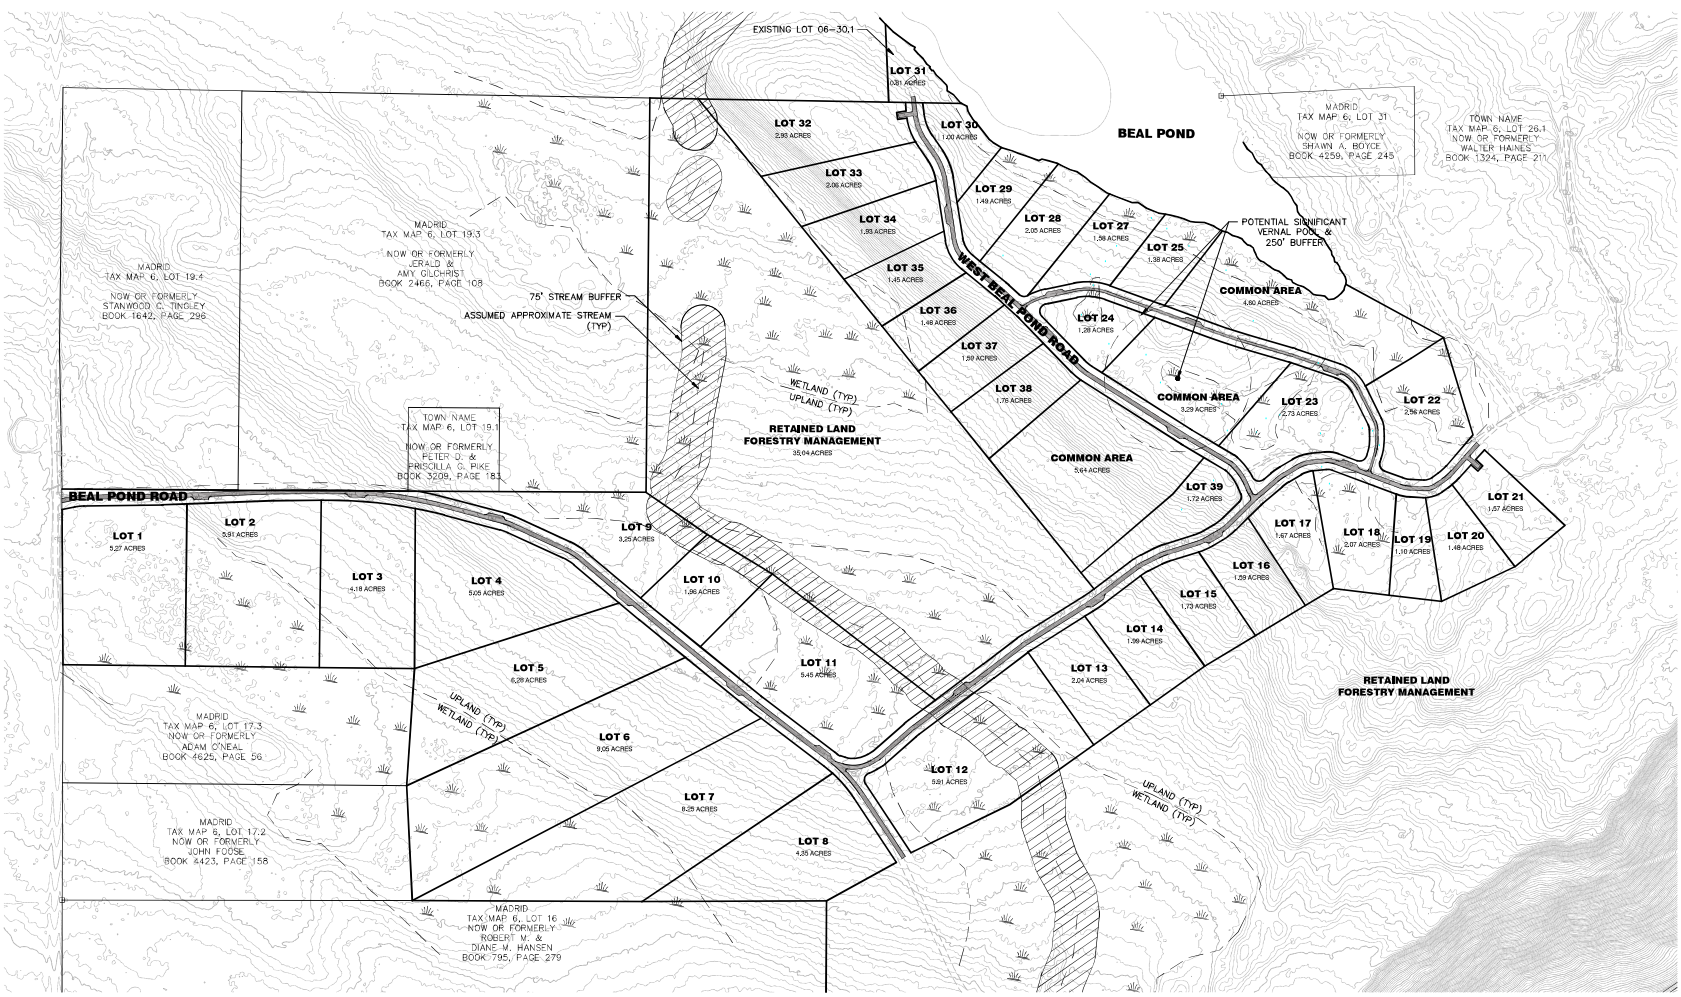 EXISTING LOT 06-30.1
LOT 31
0.81 ACRES
LOT 32
2.93 ACRES
LOT 30
1.00 ACRES
BEAL POND
MADRID
TAX MAP 6, LOT 31
NOW OR FORMERLY
SHAWN A. BOYCE
BOOK 4259, PAGE 245
TOWN NAME
TAX MAP 6, LOT 26.1
NOW OR FORMERLY
WALTER HAINES
BOOK 1324, PAGE 211
LOT 33
2.06 ACRES
LOT 29
1.49 ACRES
LOT 34
1.93 ACRES
LOT 28
2.05 ACRES
LOT 27
1.58 ACRES
LOT 25
1.38 ACRES
POTENTIAL SIGNIFICANT
VERNAL POOL &
250' BUFFER
MADRID
TAX MAP 6, LOT 19.3
NOW OR FORMERLY
JERALD &
AMY GILCHRIST
BOOK 2466, PAGE 108
MADRID
TAX MAP 6, LOT 19.4
NOW OR FORMERLY
STANWOOD C. TINGLEY
BOOK 1642, PAGE 296
75' STREAM BUFFER
ASSUMED APPROXIMATE STREAM
(TYP)
LOT 35
1.45 ACRES
WEST BEAL POND ROAD
COMMON AREA
4.60 ACRES
LOT 36
1.48 ACRES
LOT 24
1.28 ACRES
LOT 37
1.59 ACRES
LOT 38
1.76 ACRES
WETLAND (TYP)
UPLAND (TYP)
COMMON AREA
3.29 ACRES
LOT 23
2.73 ACRES
LOT 22
2.56 ACRES
TOWN NAME
TAX MAP 6, LOT 19.1
NOW OR FORMERLY
PETER D. &
PRISCILLA C. PIKE
BOOK 3209, PAGE 183
RETAINED LAND
FORESTRY MANAGEMENT
35.04 ACRES
COMMON AREA
5.64 ACRES
LOT 39
1.72 ACRES
BEAL POND ROAD
LOT 21
1.57 ACRES
LOT 1
5.27 ACRES
LOT 2
5.91 ACRES
LOT 9
3.25 ACRES
LOT 17
1.67 ACRES
LOT 18
2.07 ACRES
LOT 19
1.10 ACRES
LOT 20
1.48 ACRES
LOT 3
4.18 ACRES
LOT 4
5.05 ACRES
LOT 10
1.96 ACRES
LOT 16
1.59 ACRES
LOT 15
1.73 ACRES
LOT 14
1.99 ACRES
LOT 5
6.28 ACRES
LOT 11
5.45 ACRES
LOT 13
2.04 ACRES
RETAINED LAND
FORESTRY MANAGEMENT
UPLAND (TYP)
WETLAND (TYP)
MADRID
TAX MAP 6, LOT 17.3
NOW OR FORMERLY
ADAM O'NEAL
BOOK 4625, PAGE 56
LOT 6
9.05 ACRES
LOT 12
5.91 ACRES
UPLAND (TYP)
WETLAND (TYP)
LOT 7
8.25 ACRES
MADRID
TAX MAP 6, LOT 17.2
NOW OR FORMERLY
JOHN FOOSE
BOOK 4423, PAGE 158
LOT 8
4.35 ACRES
MADRID
TAX MAP 6, LOT 16
NOW OR FORMERLY
ROBERT M. &
DIANE M. HANSEN
BOOK 795, PAGE 279